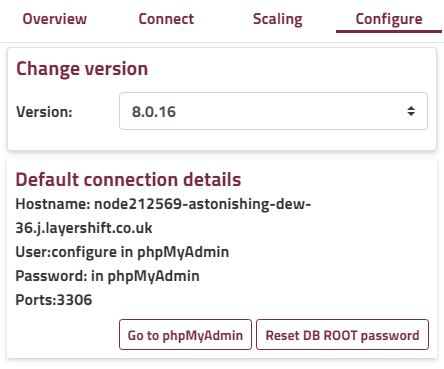 Overview Connect Scaling Configure
Change version
Version: 8.0.16
Default connection details
Hostname: node212569-astonishing-dew-
36.j.layershift.co.uk
User:configure in phpMyAdmin
Password: in phpMyAdmin
Ports:3306
Go to phpMyAdmin Reset DB ROOT password